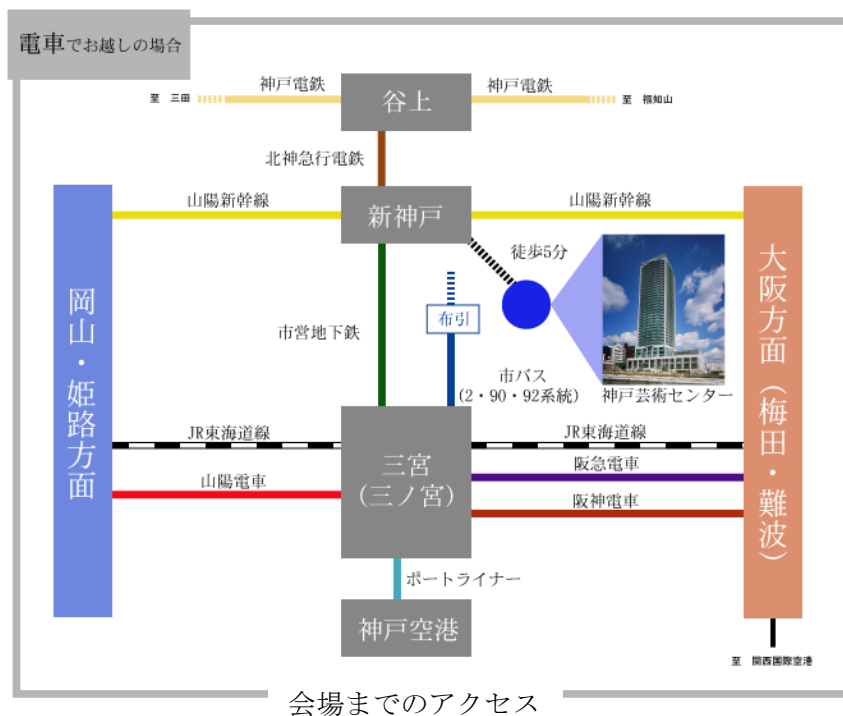 電車でお越しの場合
神戸電鉄
神戸電鉄
至 三田
谷上
至 福知山
北神急行電鉄
山陽新幹線
山陽新幹線
新神戸
徒歩5分
岡山・姫路方面
大阪方面（梅田・難波）
市営地下鉄
布引
市バス
(2・90・92系統)
神戸芸術センター
JR東海道線
JR東海道線
三宮
(三ノ宮)
阪急電車
山陽電車
阪神電車
ポートライナー
神戸空港
至 関西国際空港
会場までのアクセス